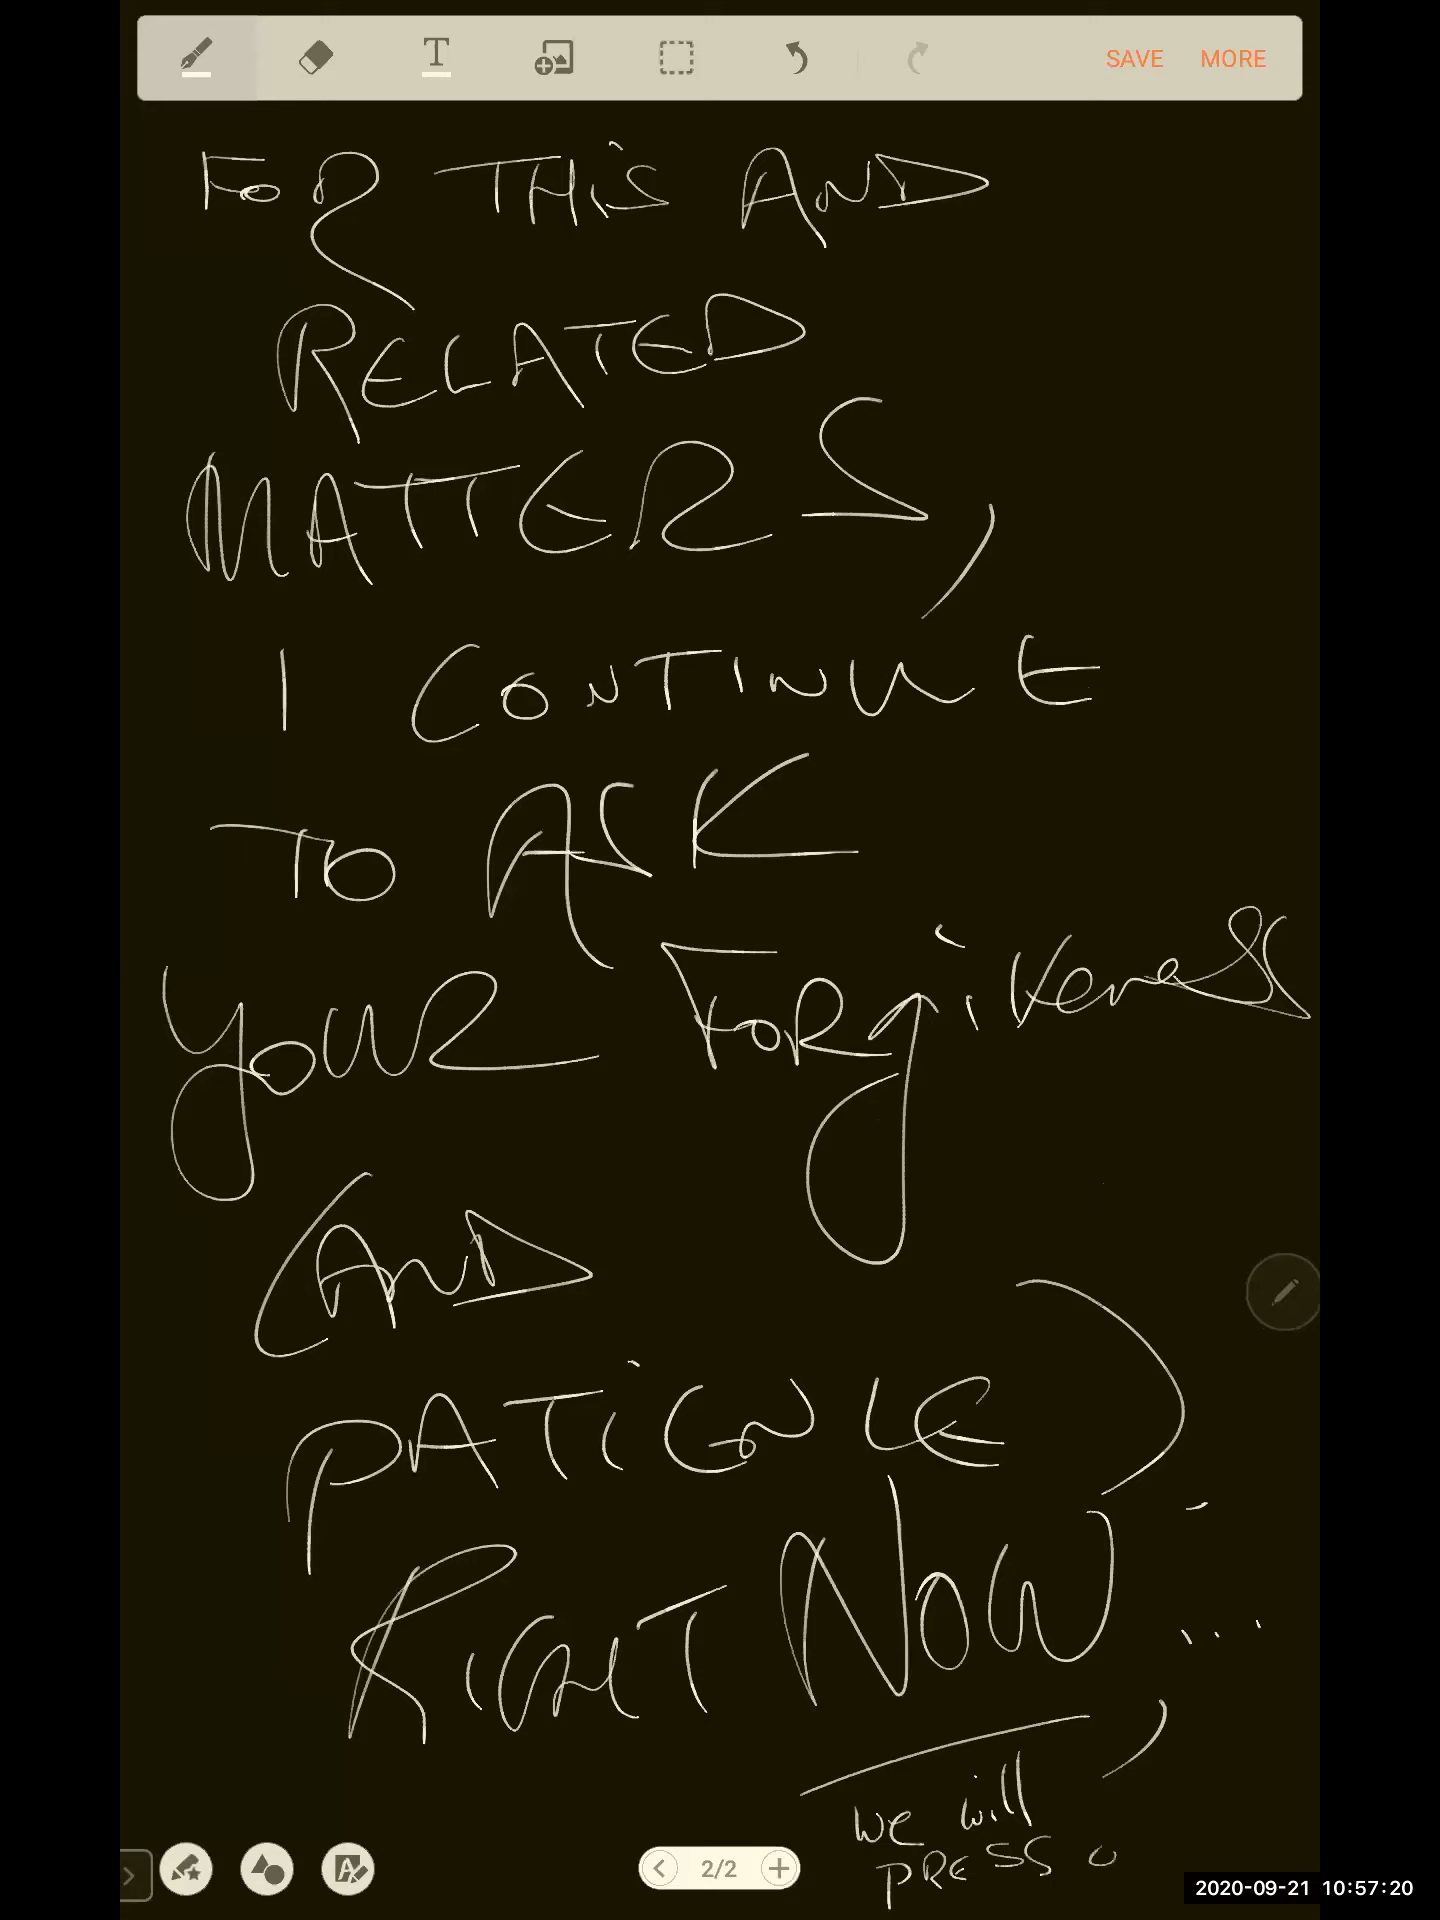 T
SAVE MORE
FOR THIS AND
RELATED
MATTERS,
I CONTINUE
TO ASK
YOUR FORgiveness
(AND
PATIENCE)
RIGHT NOW...
we will
PRESS
A
2/2
2020-09-21 10:57:20